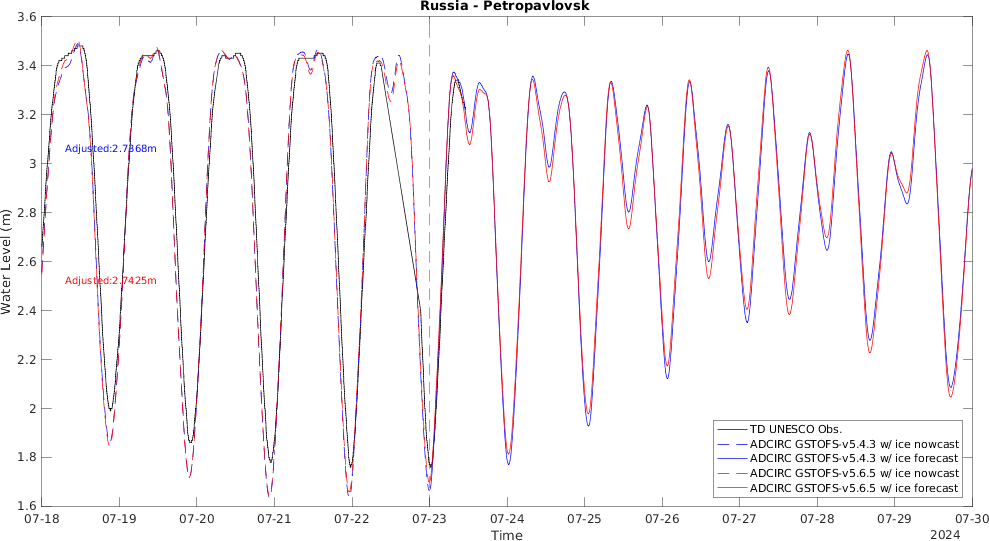 Russia - Petropavlovsk
3.6
3.4
3.2
3
2.8
2.6
2.4
2.2
2
1.8
1.6
Water Level (m)
Adjusted:2.7368m
Adjusted:2.7425m
TD UNESCO Obs.
ADCIRC GSTOFS-v5.4.3 w/ ice nowcast
ADCIRC GSTOFS-v5.4.3 w/ ice forecast
ADCIRC GSTOFS-v5.6.5 w/ ice nowcast
ADCIRC GSTOFS-v5.6.5 w/ ice forecast
07-18 07-19 07-20 07-21 07-22 07-23 07-24 07-25 07-26 07-27 07-28 07-29 07-30
Time
2024